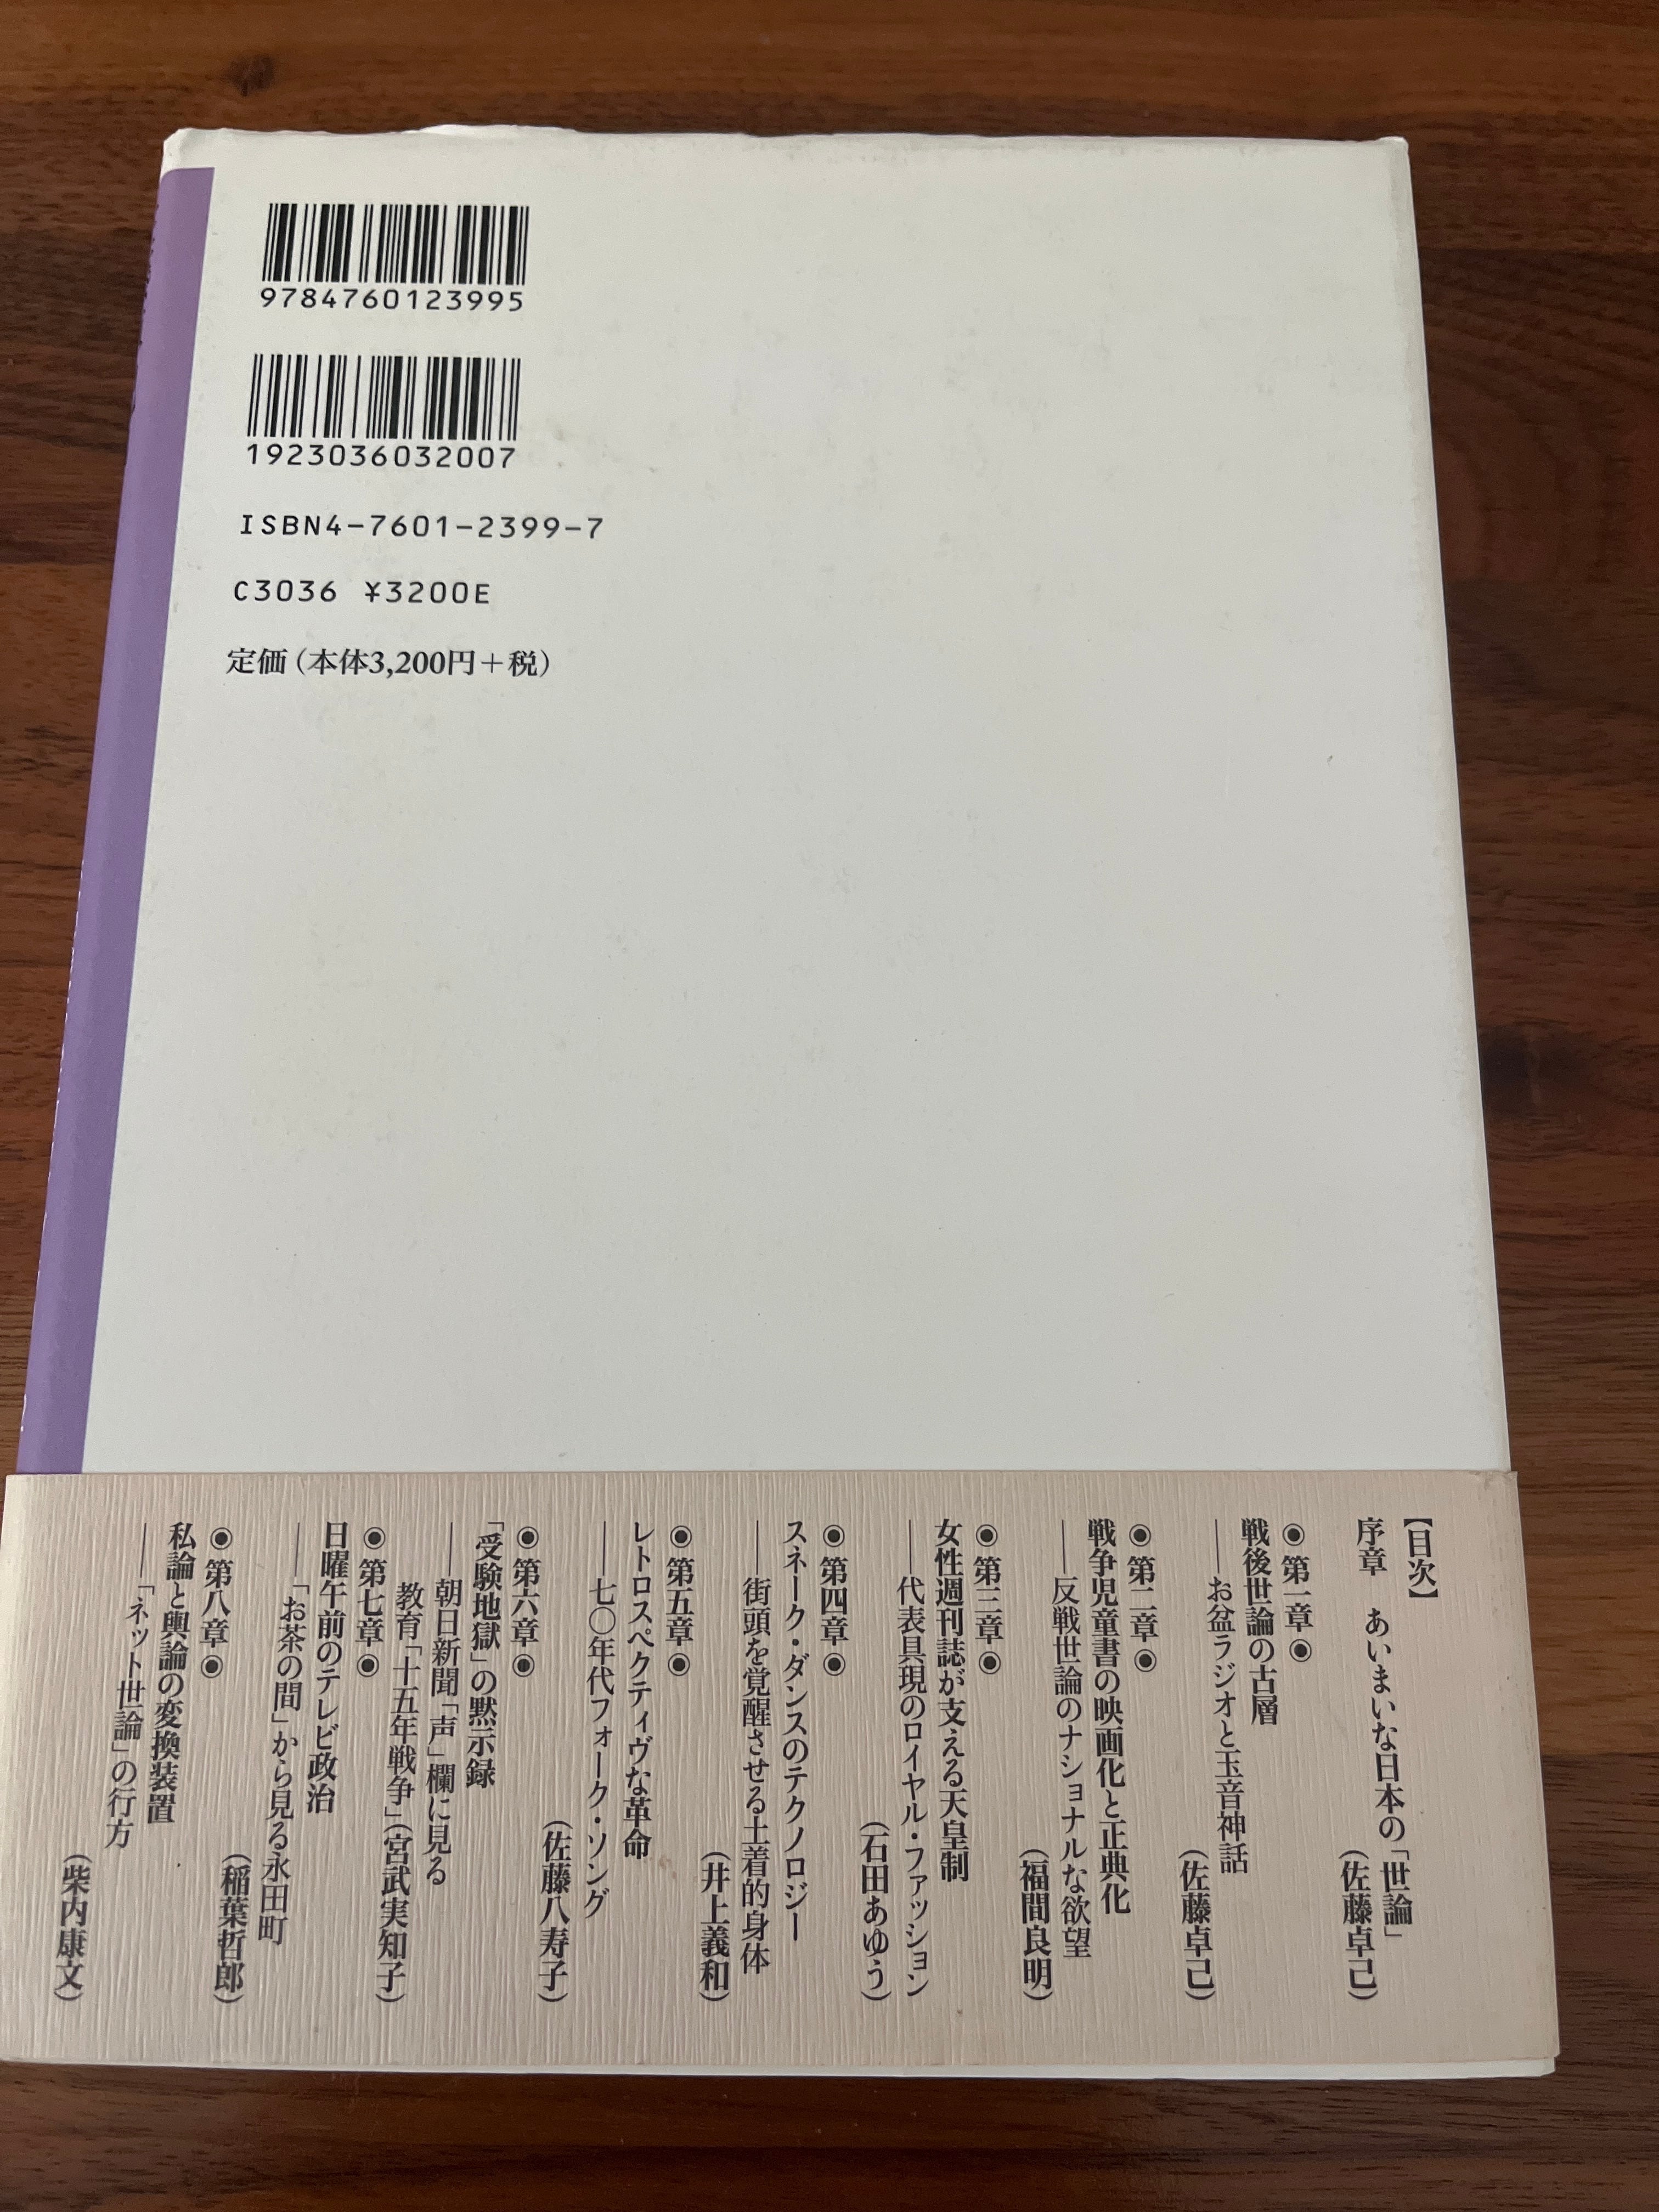 9784760123995
1923036032007
ISBN4-7601-2399-7
C3036 ¥3200E
定価（本体3,200円＋税）
【目次】
序章　あいまいな日本の「世論」
（佐藤卓己）
◉第一章◉
戦後世論の古層
――お盆ラジオと玉音神話
（佐藤卓己）
◉第二章◉
戦争児童書の映画化と正典化
――反戦世論のナショナルな欲望
（福間良明）
◉第三章◉
女性週刊誌が支える天皇制
――代表具現のロイヤル・ファッション
（石田あゆう）
◉第四章◉
スネーク・ダンスのテクノロジー
――街頭を覚醒させる土着的身体
（井上義和）
◉第五章◉
レトロスペクティヴな革命
――七〇年代フォーク・ソング
（佐藤八寿子）
◉第六章◉
「受験地獄」の黙示録
――朝日新聞「声」欄に見る
教育「十五年戦争」（宮武実知子）
◉第七章◉
日曜午前のテレビ政治
――「お茶の間」から見る永田町
（稲葉哲郎）
◉第八章◉
私論と輿論の変換装置
――「ネット世論」の行方
（柴内康文）